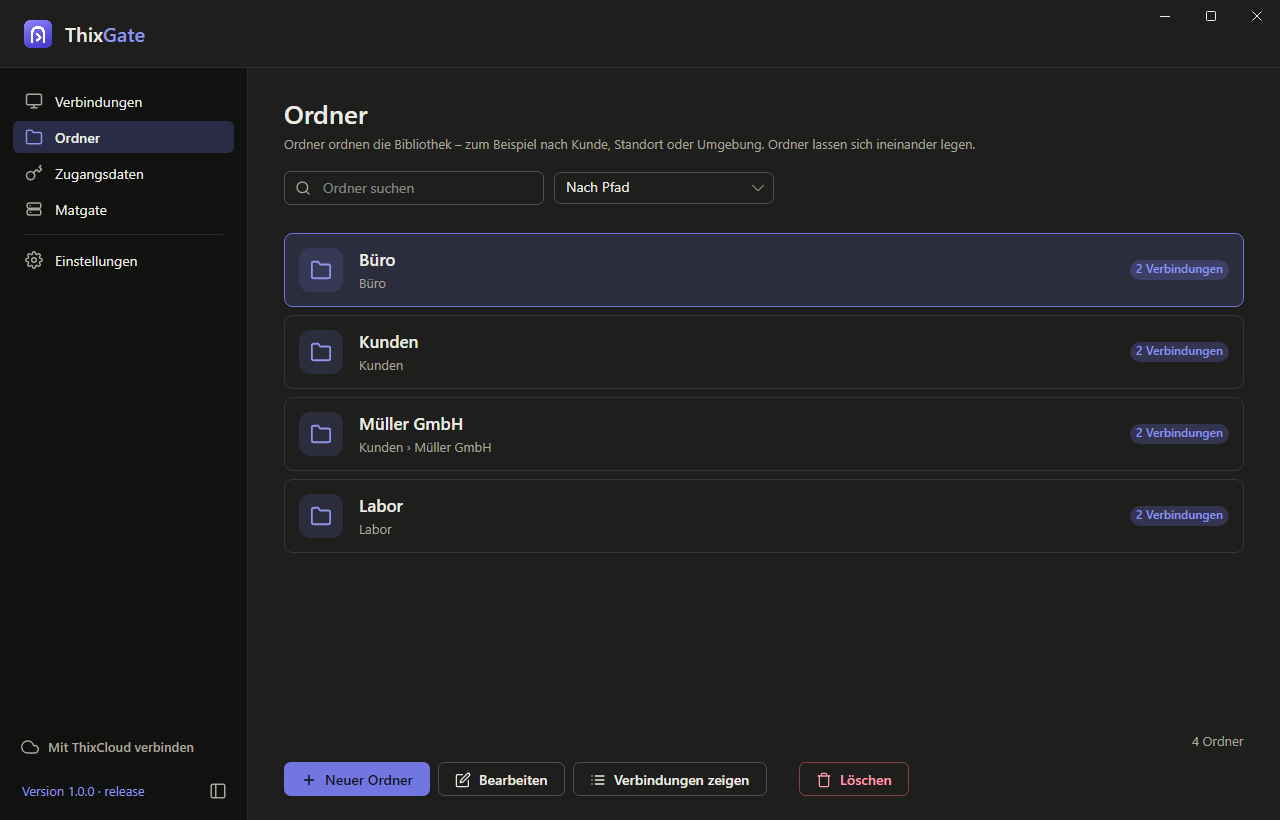 ThixGate
Verbindungen
Ordner
Zugangsdaten
Matgate
Einstellungen
Mit ThixCloud verbinden
Version 1.0.0 · release
Ordner
Ordner ordnen die Bibliothek – zum Beispiel nach Kunde, Standort oder Umgebung. Ordner lassen sich ineinander legen.
Ordner suchen
Nach Pfad
Büro
Büro
2 Verbindungen
Kunden
Kunden
2 Verbindungen
Müller GmbH
Kunden › Müller GmbH
2 Verbindungen
Labor
Labor
2 Verbindungen
4 Ordner
Neuer Ordner
Bearbeiten
Verbindungen zeigen
Löschen